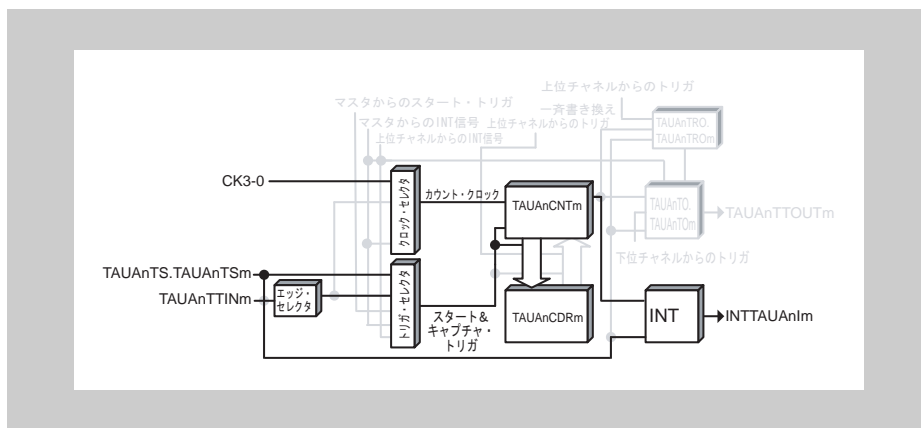 上位チャネルからのトリガ
マスタからのスタート・トリガ
一斉書き換え
マスタからのINT信号
上位チャネルからのトリガ
上位チャネルからのINT信号
TAUAnTRO.
TAUAnTROm
CK3-0
クロック・セレクタ
カウント・クロック
TAUAnCNTm
TAUAnTO.
TAUAnTOm
TAUAnTTOUTm
下位チャネルからのトリガ
TAUAnTS.TAUAnTSm
TAUAnTTINm
エッジ・
セレクタ
トリガ・セレクタ
スタート&
キャプチャ・
トリガ
TAUAnCDRm
INT
INTTAUAnIm